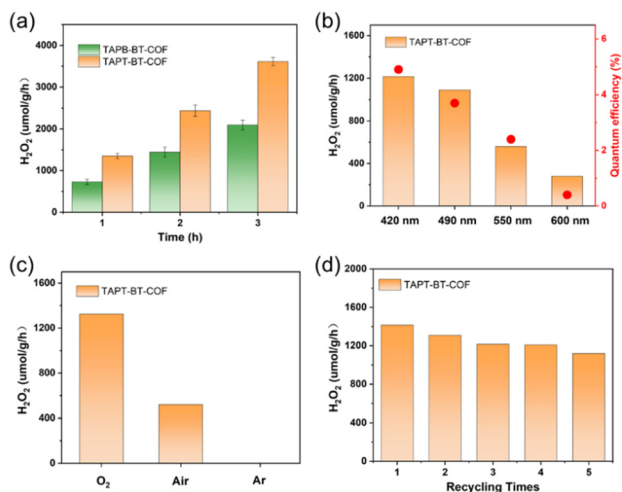 (a)
TAPB-BT-COF
TAPT-BT-COF
4000
3000
2000
1000
0
H₂O₂ (umol/g/h)
1 2 3
Time (h)
(b)
TAPT-BT-COF
1600
1200
800
400
0
H₂O₂ (umol/g/h)
6
4
2
0
Quantum efficiency (%)
420 nm 490 nm 550 nm 600 nm
(c)
TAPT-BT-COF
1600
1200
800
400
0
H₂O₂ (umol/g/h)
O₂ Air Ar
(d)
TAPT-BT-COF
2000
1600
1200
800
400
0
H₂O₂ (umol/g/h)
1 2 3 4 5
Recycling Times